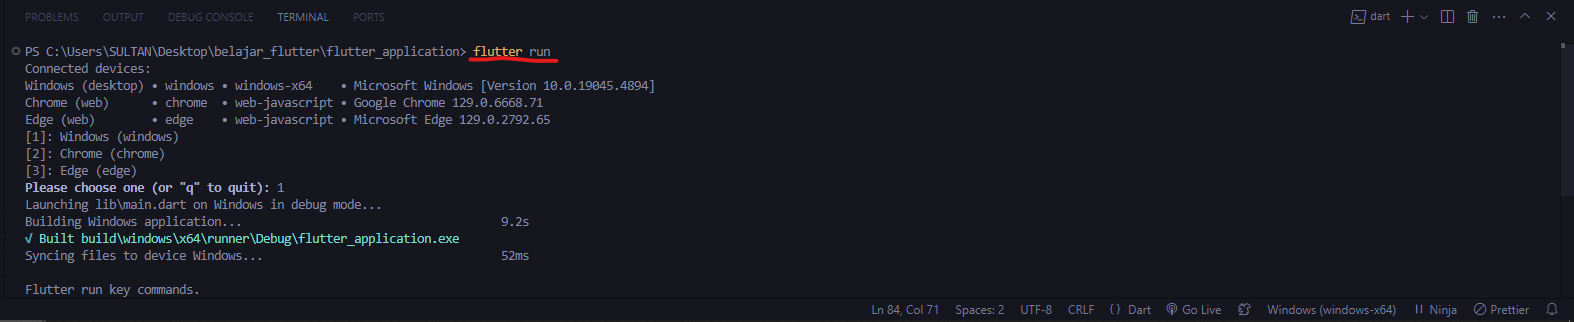 PROBLEMS OUTPUT DEBUG CONSOLE TERMINAL PORTS dart
PS C:\Users\SULTAN\Desktop\belajar_flutter\flutter_application> flutter run
Connected devices:
Windows (desktop) • windows • windows-x64 • Microsoft Windows [Version 10.0.19045.4894]
Chrome (web) • chrome • web-javascript • Google Chrome 129.0.6668.71
Edge (web) • edge • web-javascript • Microsoft Edge 129.0.2792.65
[1]: Windows (windows)
[2]: Chrome (chrome)
[3]: Edge (edge)
Please choose one (or "q" to quit): 1
Launching lib\main.dart on Windows in debug mode...
Building Windows application... 9.2s
√ Built build\windows\x64\runner\Debug\flutter_application.exe
Syncing files to device Windows... 52ms
Flutter run key commands.
Ln 84, Col 71 Spaces: 2 UTF-8 CRLF { } Dart Go Live Windows (windows-x64) Ninja Prettier